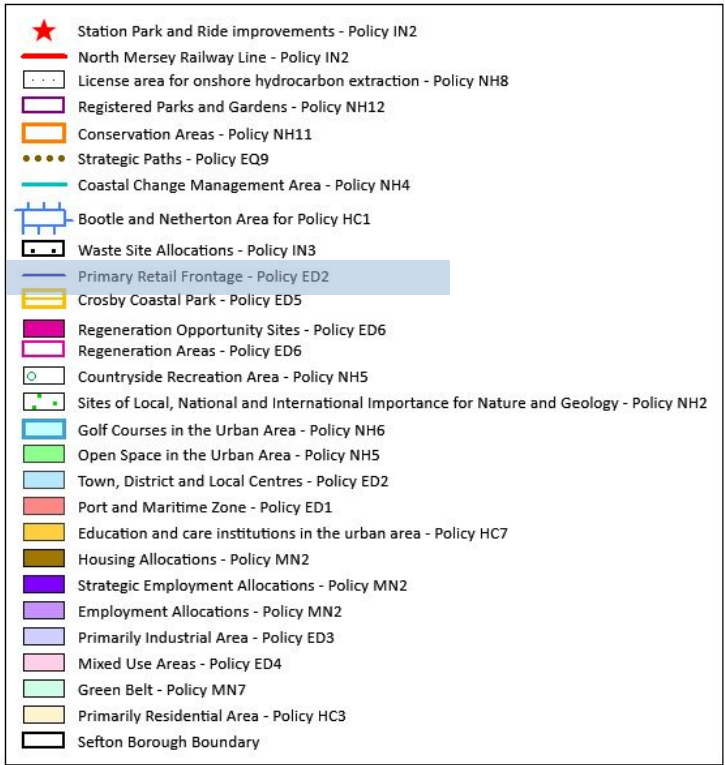 Station Park and Ride improvements - Policy IN2
North Mersey Railway Line - Policy IN2
License area for onshore hydrocarbon extraction - Policy NH8
Registered Parks and Gardens - Policy NH12
Conservation Areas - Policy NH11
Strategic Paths - Policy EQ9
Coastal Change Management Area - Policy NH4
Bootle and Netherton Area for Policy HC1
Waste Site Allocations - Policy IN3
Primary Retail Frontage - Policy ED2
Crosby Coastal Park - Policy ED5
Regeneration Opportunity Sites - Policy ED6
Regeneration Areas - Policy ED6
Countryside Recreation Area - Policy NH5
Sites of Local, National and International Importance for Nature and Geology - Policy NH2
Golf Courses in the Urban Area - Policy NH6
Open Space in the Urban Area - Policy NH5
Town, District and Local Centres - Policy ED2
Port and Maritime Zone - Policy ED1
Education and care institutions in the urban area - Policy HC7
Housing Allocations - Policy MN2
Strategic Employment Allocations - Policy MN2
Employment Allocations - Policy MN2
Primarily Industrial Area - Policy ED3
Mixed Use Areas - Policy ED4
Green Belt - Policy MN7
Primarily Residential Area - Policy HC3
Sefton Borough Boundary